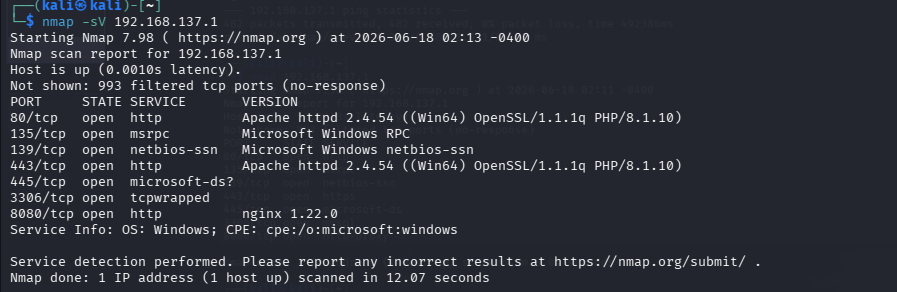 ┌──(kali㉿kali)-[~]
└─$ nmap -sV 192.168.137.1
Starting Nmap 7.98 ( https://nmap.org ) at 2026-06-18 02:13 -0400
Nmap scan report for 192.168.137.1
Host is up (0.0010s latency).
Not shown: 993 filtered tcp ports (no-response)
PORT     STATE SERVICE       VERSION
80/tcp   open  http          Apache httpd 2.4.54 ((Win64) OpenSSL/1.1.1q PHP/8.1.10)
135/tcp  open  msrpc         Microsoft Windows RPC
139/tcp  open  netbios-ssn   Microsoft Windows netbios-ssn
443/tcp  open  http          Apache httpd 2.4.54 ((Win64) OpenSSL/1.1.1q PHP/8.1.10)
445/tcp  open  microsoft-ds?
3306/tcp open  tcpwrapped
8080/tcp open  http          nginx 1.22.0
Service Info: OS: Windows; CPE: cpe:/o:microsoft:windows

Service detection performed. Please report any incorrect results at https://nmap.org/submit/ .
Nmap done: 1 IP address (1 host up) scanned in 12.07 seconds